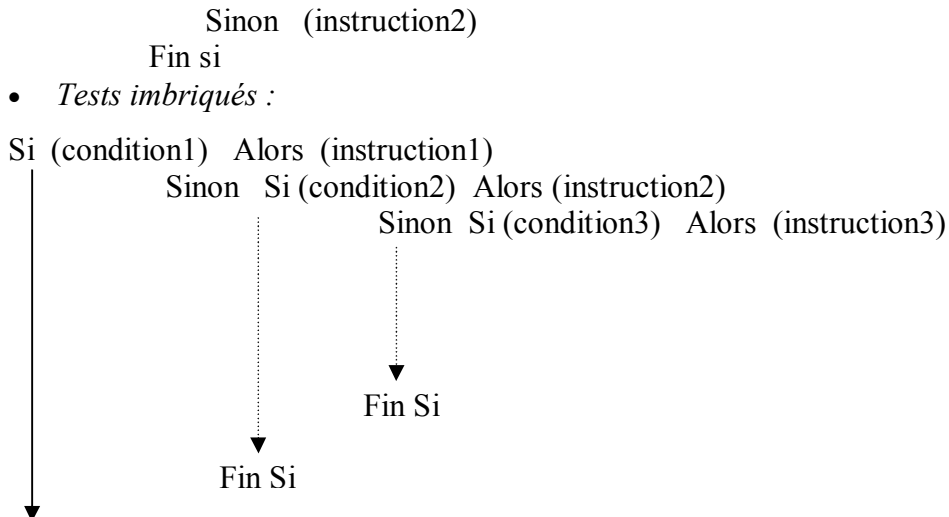 Sinon (instruction2)
Fin si
• Tests imbriqués :
Si (condition1) Alors (instruction1)
Sinon Si (condition2) Alors (instruction2)
Sinon Si (condition3) Alors (instruction3)
Fin Si
Fin Si